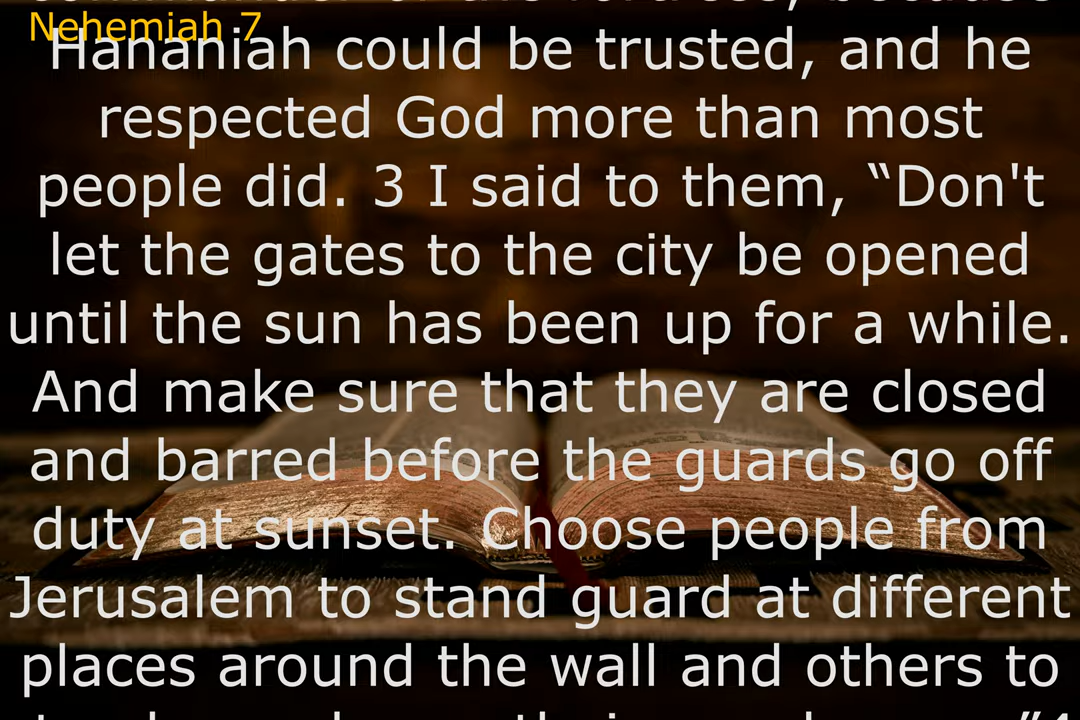 Nehemiah 7
Hananiah could be trusted, and he
respected God more than most
people did. 3 I said to them, “Don't
let the gates to the city be opened
until the sun has been up for a while.
And make sure that they are closed
and barred before the guards go off
duty at sunset. Choose people from
Jerusalem to stand guard at different
places around the wall and others to